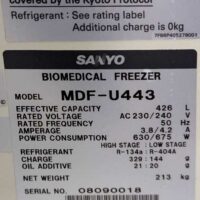 covered by the Kyoto Protocol
Refrigerant : See rating label
Additional charge is 0kg
7FB6P405278001
SANYO
BIOMEDICAL FREEZER
MODEL MDF-U443
EFFECTIVE CAPACITY 426 L
RATED VOLTAGE AC 230/240 V
RATED FREQUENCY 50 Hz
AMPERAGE 3.8/4.2 A
POWER CONSUMPTION 630/675 W
HIGH STAGE : LOW STAGE
REFRIGERANT R-134a : R-404A
CHARGE 329 : 144 g
OIL ADDITIVE 21 : 20 g
NET WEIGHT 213 kg
SERIAL NO. 08090018